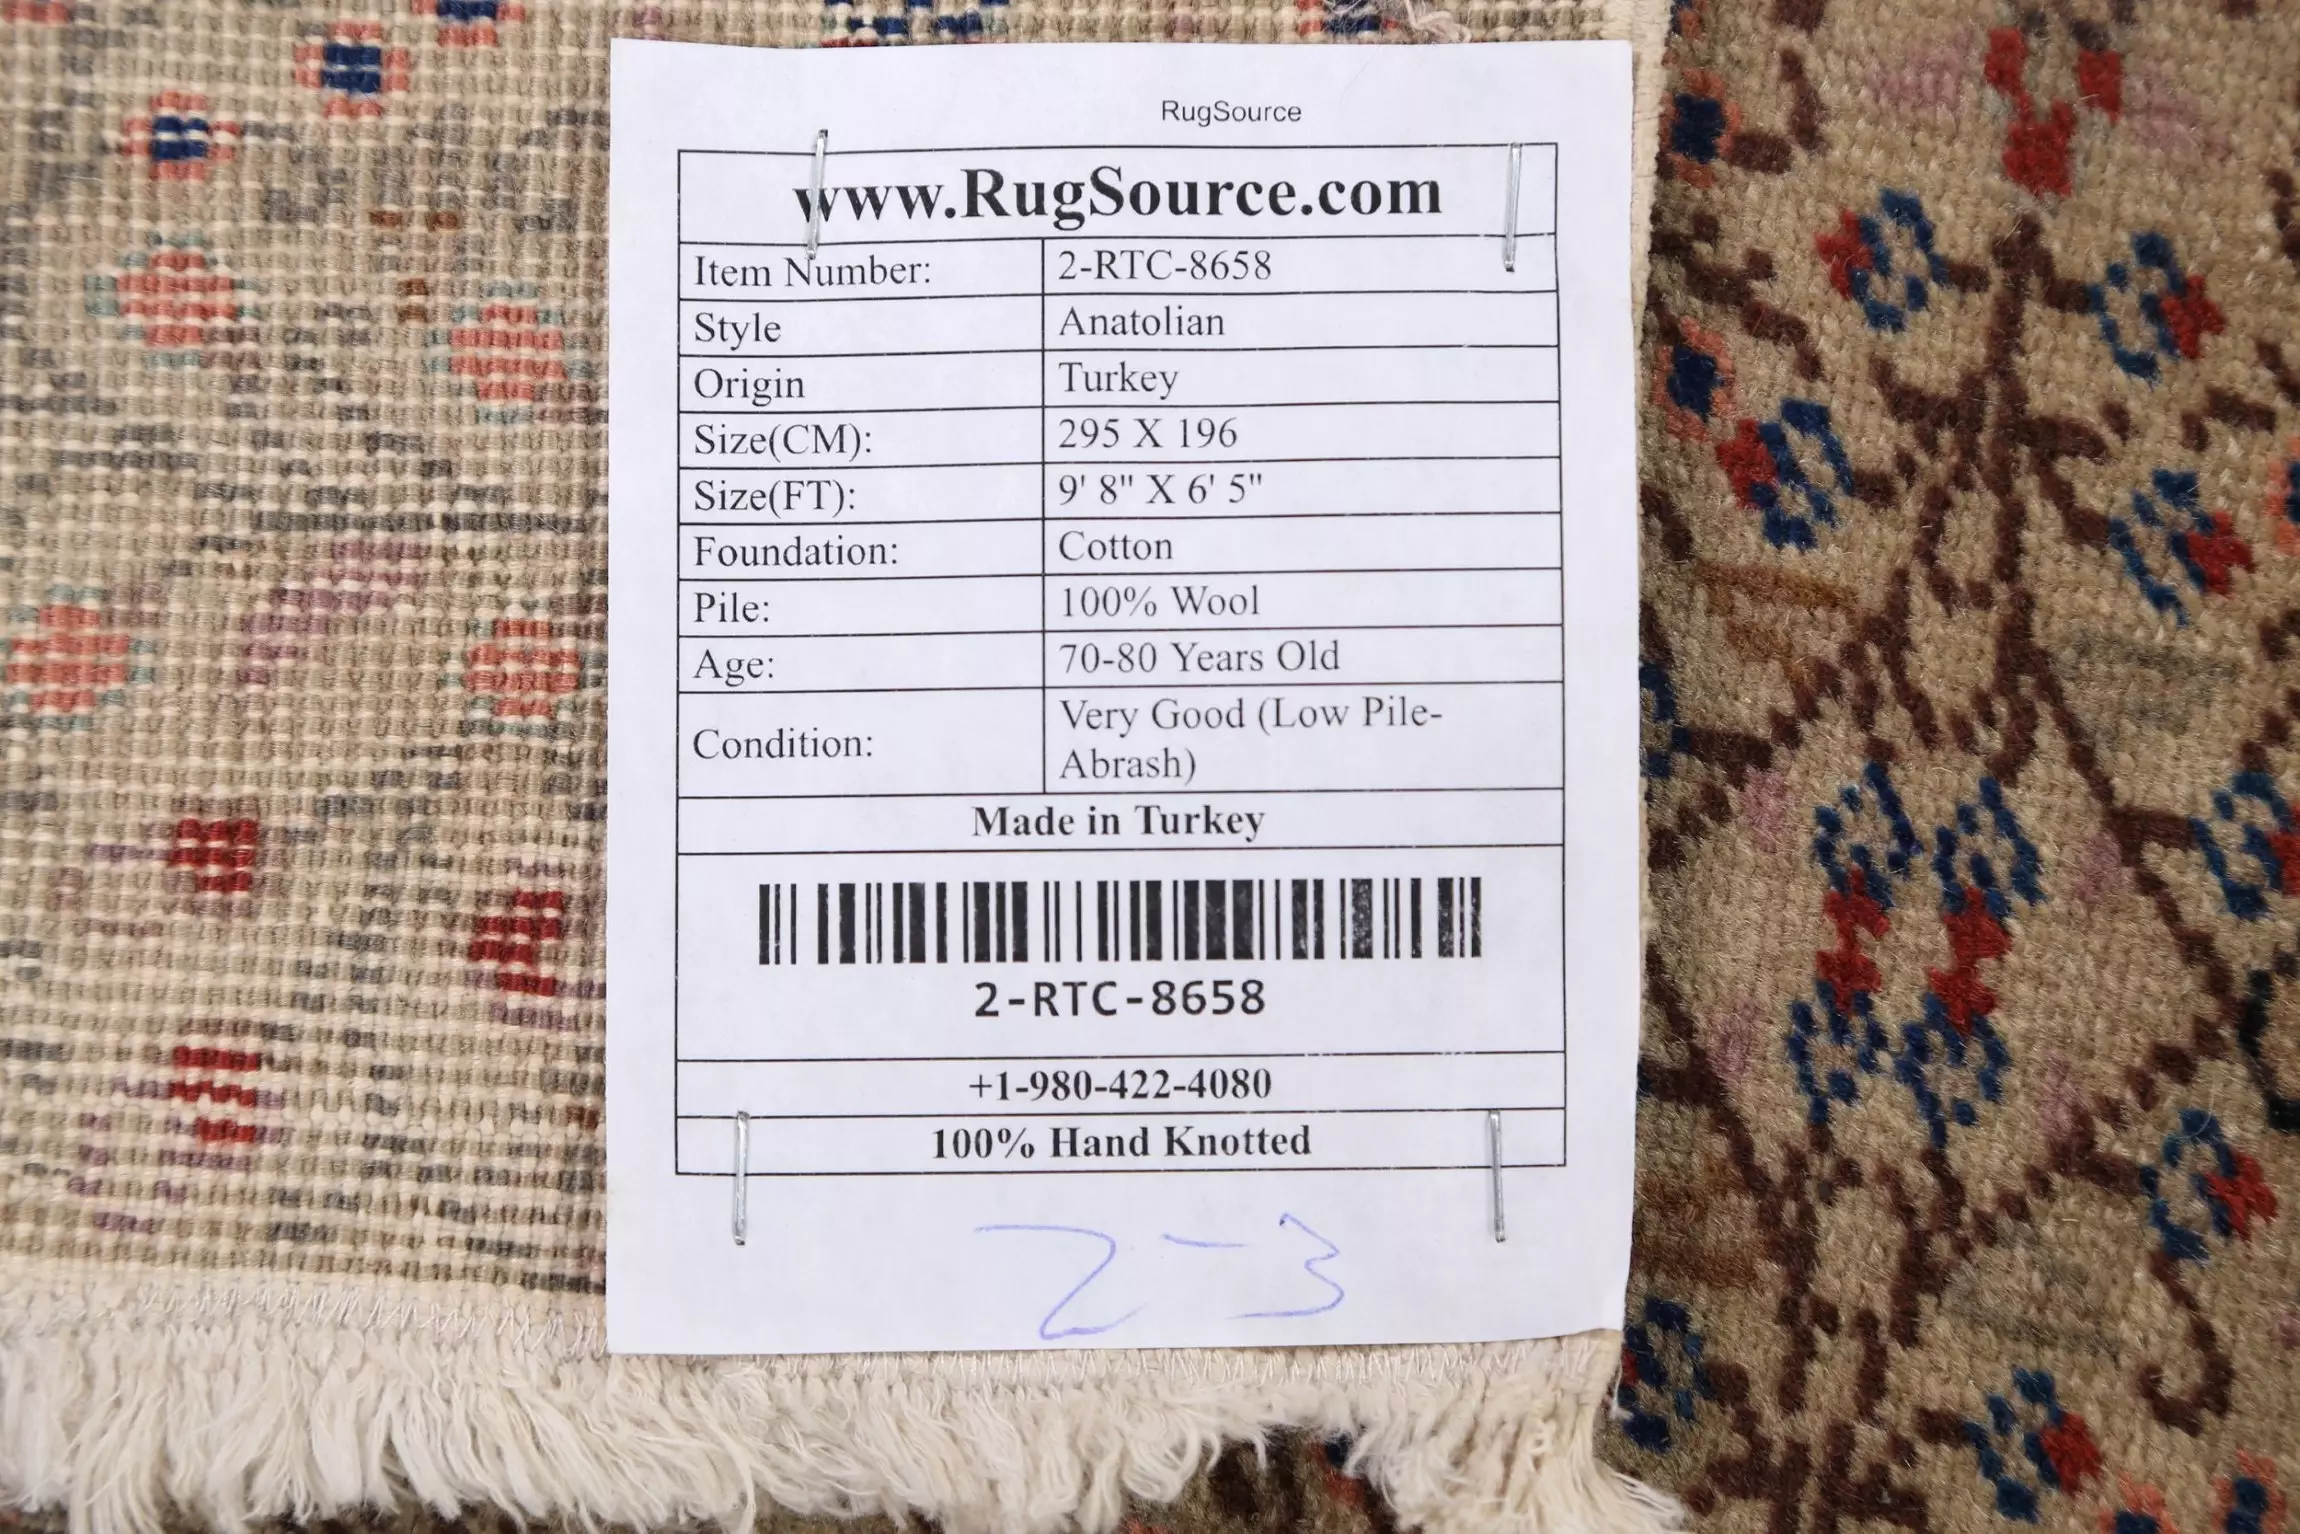 RugSource
www.RugSource.com
Item Number: 2-RTC-8658
Style Anatolian
Origin Turkey
Size(CM): 295 X 196
Size(FT): 9' 8" X 6' 5"
Foundation: Cotton
Pile: 100% Wool
Age: 70-80 Years Old
Condition: Very Good (Low Pile-
Abrash)
Made in Turkey
2-RTC-8658
+1-980-422-4080
100% Hand Knotted
2-3